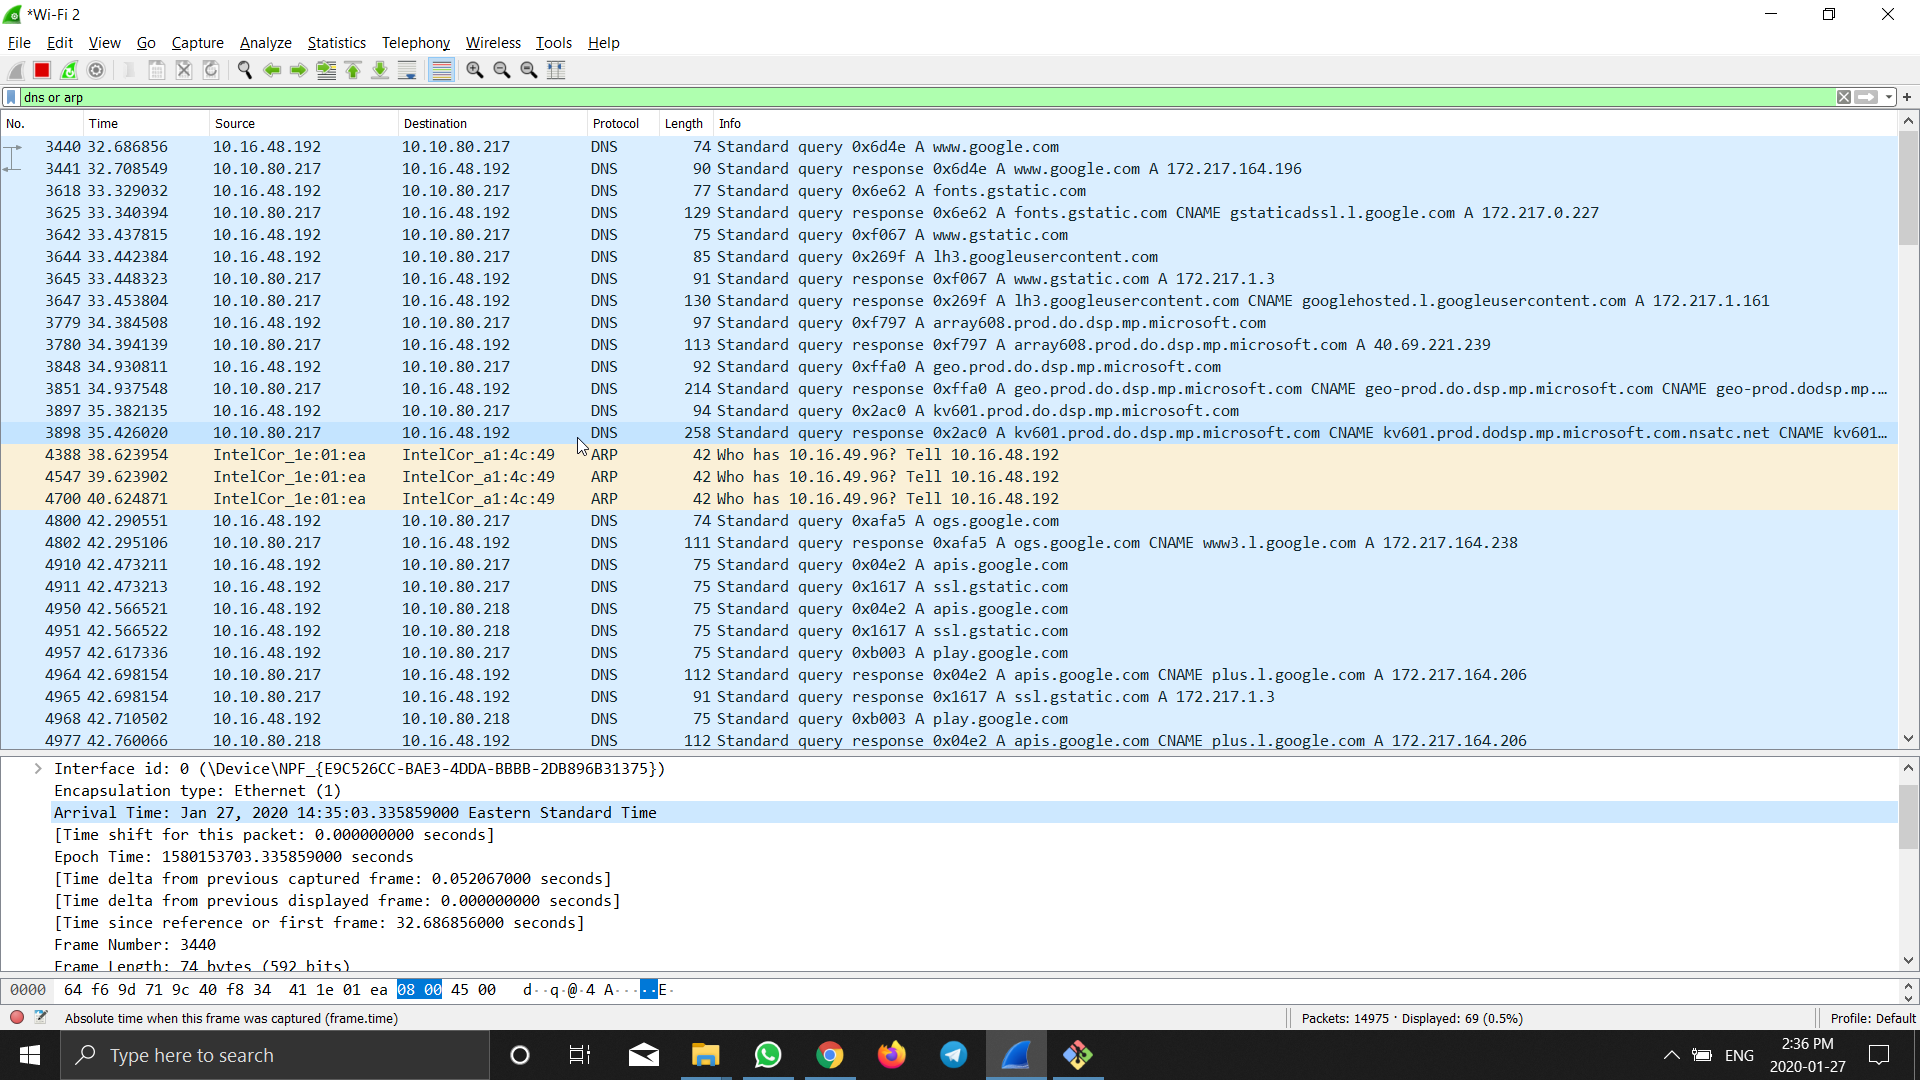 *Wi-Fi 2
File Edit View Go Capture Analyze Statistics Telephony Wireless Tools Help
dns or arp
No. Time Source Destination Protocol Length Info
3440 32.686856 10.16.48.192 10.10.80.217 DNS 74 Standard query 0x6d4e A www.google.com
3441 32.708549 10.10.80.217 10.16.48.192 DNS 90 Standard query response 0x6d4e A www.google.com A 172.217.164.196
3618 33.329032 10.16.48.192 10.10.80.217 DNS 77 Standard query 0x6e62 A fonts.gstatic.com
3625 33.340394 10.10.80.217 10.16.48.192 DNS 129 Standard query response 0x6e62 A fonts.gstatic.com CNAME gstaticadssl.l.google.com A 172.217.0.227
3642 33.437815 10.16.48.192 10.10.80.217 DNS 75 Standard query 0xf067 A www.gstatic.com
3644 33.442384 10.16.48.192 10.10.80.217 DNS 85 Standard query 0x269f A lh3.googleusercontent.com
3645 33.448323 10.10.80.217 10.16.48.192 DNS 91 Standard query response 0xf067 A www.gstatic.com A 172.217.1.3
3647 33.453804 10.10.80.217 10.16.48.192 DNS 130 Standard query response 0x269f A lh3.googleusercontent.com CNAME googlehosted.l.googleusercontent.com A 172.217.1.161
3779 34.384508 10.16.48.192 10.10.80.217 DNS 97 Standard query 0xf797 A array608.prod.do.dsp.mp.microsoft.com
3780 34.394139 10.10.80.217 10.16.48.192 DNS 113 Standard query response 0xf797 A array608.prod.do.dsp.mp.microsoft.com A 40.69.221.239
3848 34.930811 10.16.48.192 10.10.80.217 DNS 92 Standard query 0xffa0 A geo.prod.do.dsp.mp.microsoft.com
3851 34.937548 10.10.80.217 10.16.48.192 DNS 214 Standard query response 0xffa0 A geo.prod.do.dsp.mp.microsoft.com CNAME geo-prod.do.dsp.mp.microsoft.com CNAME geo-prod.dodsp.mp.…
3897 35.382135 10.16.48.192 10.10.80.217 DNS 94 Standard query 0x2ac0 A kv601.prod.do.dsp.mp.microsoft.com
3898 35.426020 10.10.80.217 10.16.48.192 DNS 258 Standard query response 0x2ac0 A kv601.prod.do.dsp.mp.microsoft.com CNAME kv601.prod.dodsp.mp.microsoft.com.nsatc.net CNAME kv601…
4388 38.623954 IntelCor_1e:01:ea IntelCor_a1:4c:49 ARP 42 Who has 10.16.49.96? Tell 10.16.48.192
4547 39.623902 IntelCor_1e:01:ea IntelCor_a1:4c:49 ARP 42 Who has 10.16.49.96? Tell 10.16.48.192
4700 40.624871 IntelCor_1e:01:ea IntelCor_a1:4c:49 ARP 42 Who has 10.16.49.96? Tell 10.16.48.192
4800 42.290551 10.16.48.192 10.10.80.217 DNS 74 Standard query 0xafa5 A ogs.google.com
4802 42.295106 10.10.80.217 10.16.48.192 DNS 111 Standard query response 0xafa5 A ogs.google.com CNAME www3.l.google.com A 172.217.164.238
4910 42.473211 10.16.48.192 10.10.80.217 DNS 75 Standard query 0x04e2 A apis.google.com
4911 42.473213 10.16.48.192 10.10.80.217 DNS 75 Standard query 0x1617 A ssl.gstatic.com
4950 42.566521 10.16.48.192 10.10.80.218 DNS 75 Standard query 0x04e2 A apis.google.com
4951 42.566522 10.16.48.192 10.10.80.218 DNS 75 Standard query 0x1617 A ssl.gstatic.com
4957 42.617336 10.16.48.192 10.10.80.217 DNS 75 Standard query 0xb003 A play.google.com
4964 42.698154 10.10.80.217 10.16.48.192 DNS 112 Standard query response 0x04e2 A apis.google.com CNAME plus.l.google.com A 172.217.164.206
4965 42.698154 10.10.80.217 10.16.48.192 DNS 91 Standard query response 0x1617 A ssl.gstatic.com A 172.217.1.3
4968 42.710502 10.16.48.192 10.10.80.218 DNS 75 Standard query 0xb003 A play.google.com
4977 42.760066 10.10.80.218 10.16.48.192 DNS 112 Standard query response 0x04e2 A apis.google.com CNAME plus.l.google.com A 172.217.164.206
Interface id: 0 (\Device\NPF_{E9C526CC-BAE3-4DDA-BBBB-2DB896B31375})
Encapsulation type: Ethernet (1)
Arrival Time: Jan 27, 2020 14:35:03.335859000 Eastern Standard Time
[Time shift for this packet: 0.000000000 seconds]
Epoch Time: 1580153703.335859000 seconds
[Time delta from previous captured frame: 0.052067000 seconds]
[Time delta from previous displayed frame: 0.000000000 seconds]
[Time since reference or first frame: 32.686856000 seconds]
Frame Number: 3440
Frame Length: 74 bytes (592 bits)
0000 64 f6 9d 71 9c 40 f8 34 41 1e 01 ea 08 00 45 00 d··q·@·4 A·····E·
Absolute time when this frame was captured (frame.time)
Packets: 14975 · Displayed: 69 (0.5%)
Profile: Default
Type here to search
ENG
2:36 PM
2020-01-27